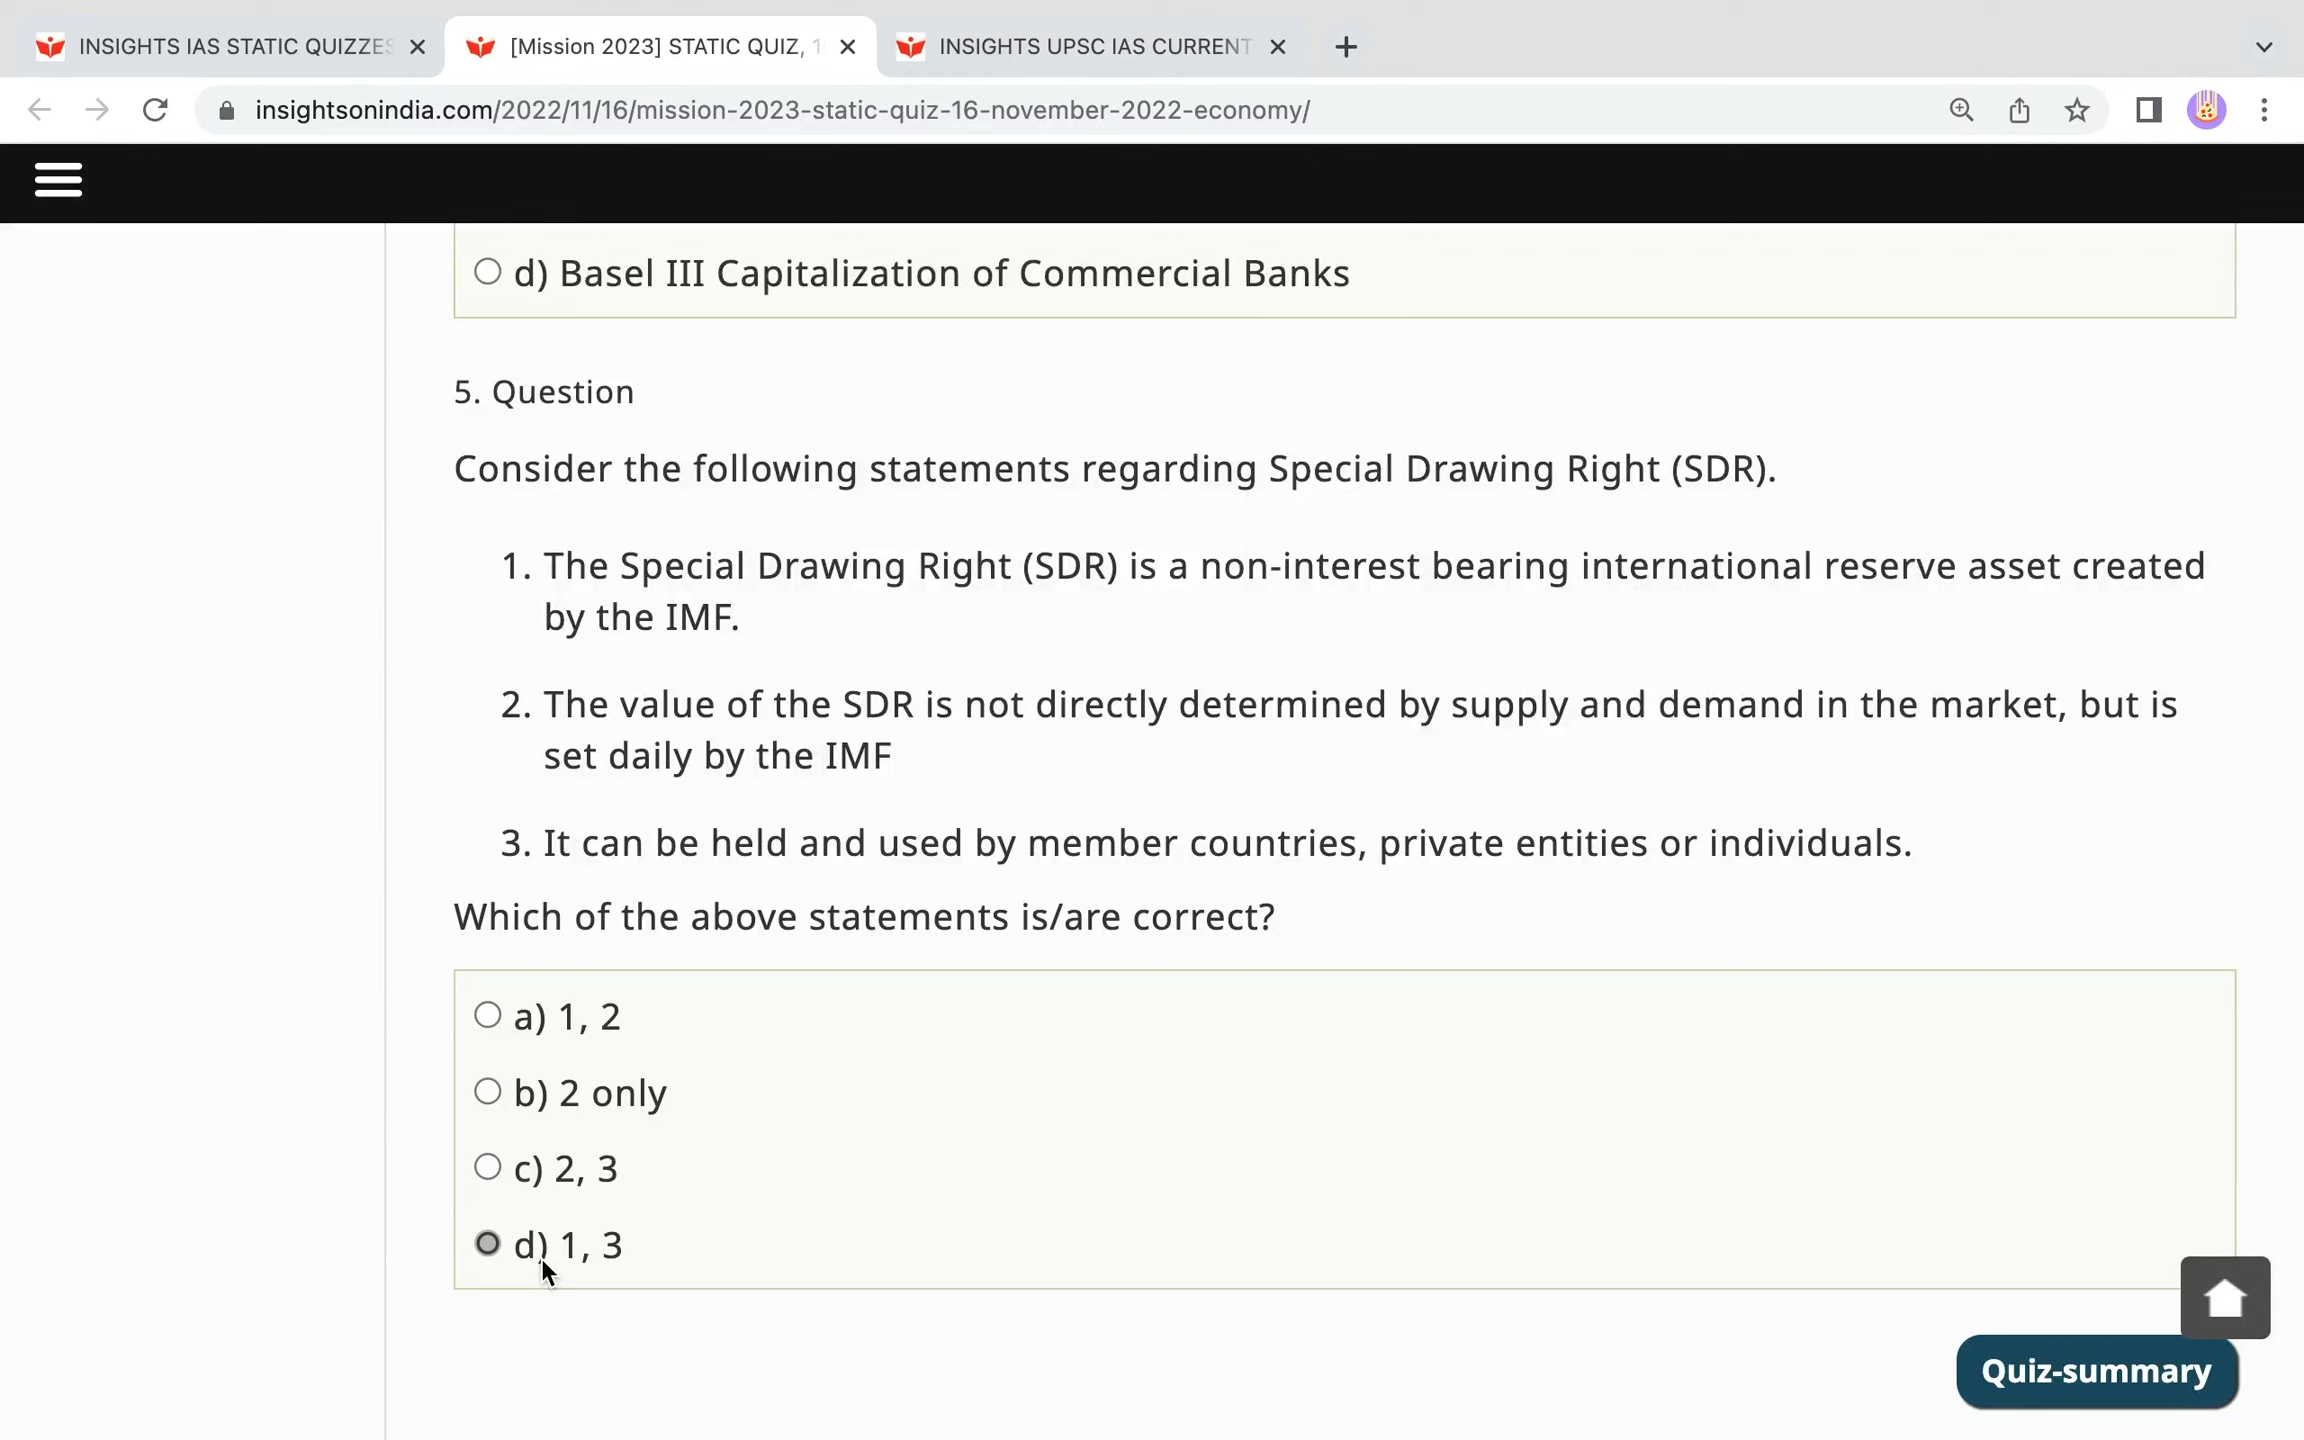 INSIGHTS IAS STATIC QUIZZES
[Mission 2023] STATIC QUIZ, 1
INSIGHTS UPSC IAS CURRENT
insightsonindia.com/2022/11/16/mission-2023-static-quiz-16-november-2022-economy/
d) Basel III Capitalization of Commercial Banks
5. Question
Consider the following statements regarding Special Drawing Right (SDR).
1. The Special Drawing Right (SDR) is a non-interest bearing international reserve asset created
by the IMF.
2. The value of the SDR is not directly determined by supply and demand in the market, but is
set daily by the IMF
3. It can be held and used by member countries, private entities or individuals.
Which of the above statements is/are correct?
a) 1, 2
b) 2 only
c) 2, 3
d) 1, 3
Quiz-summary